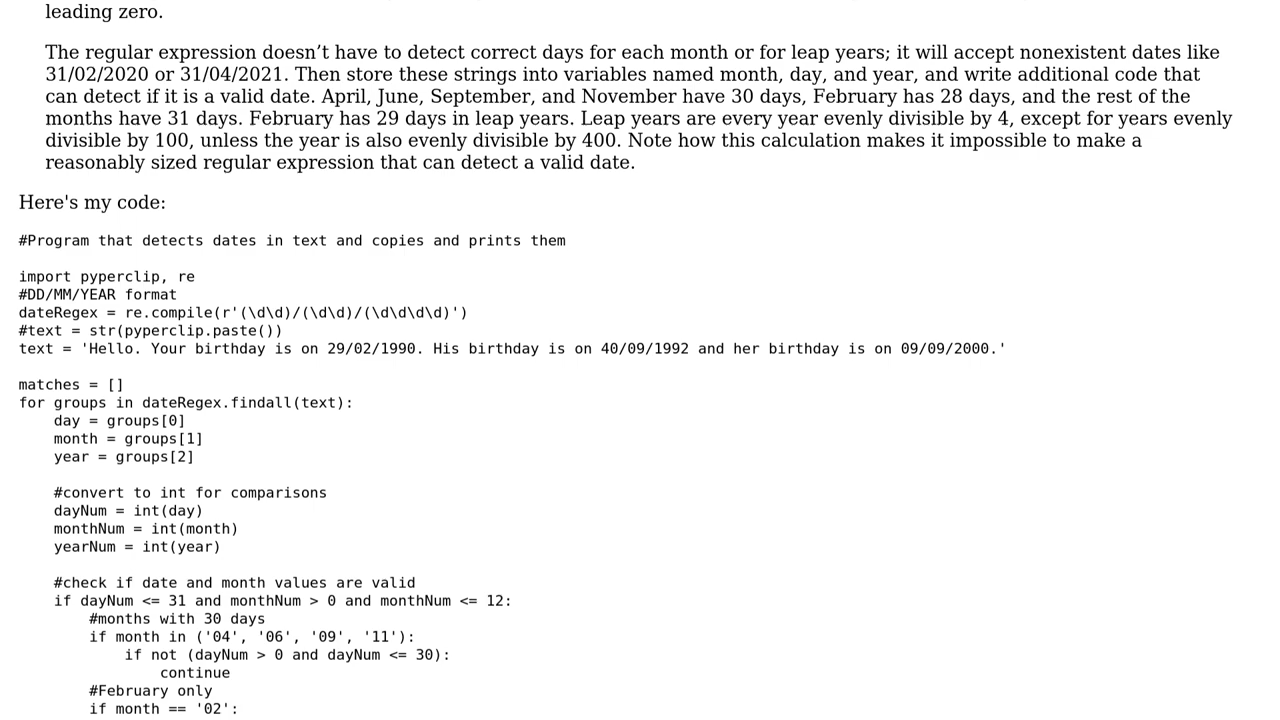 leading zero.
The regular expression doesn’t have to detect correct days for each month or for leap years; it will accept nonexistent dates like
31/02/2020 or 31/04/2021. Then store these strings into variables named month, day, and year, and write additional code that
can detect if it is a valid date. April, June, September, and November have 30 days, February has 28 days, and the rest of the
months have 31 days. February has 29 days in leap years. Leap years are every year evenly divisible by 4, except for years evenly
divisible by 100, unless the year is also evenly divisible by 400. Note how this calculation makes it impossible to make a
reasonably sized regular expression that can detect a valid date.
Here's my code:
#Program that detects dates in text and copies and prints them
import pyperclip, re
#DD/MM/YEAR format
dateRegex = re.compile(r'(\d\d)/(\d\d)/(\d\d\d\d)')
#text = str(pyperclip.paste())
text = 'Hello. Your birthday is on 29/02/1990. His birthday is on 40/09/1992 and her birthday is on 09/09/2000.'
matches = []
for groups in dateRegex.findall(text):
    day = groups[0]
    month = groups[1]
    year = groups[2]
    #convert to int for comparisons
    dayNum = int(day)
    monthNum = int(month)
    yearNum = int(year)
    #check if date and month values are valid
    if dayNum <= 31 and monthNum > 0 and monthNum <= 12:
        #months with 30 days
        if month in ('04', '06', '09', '11'):
            if not (dayNum > 0 and dayNum <= 30):
                continue
        #February only
        if month == '02':